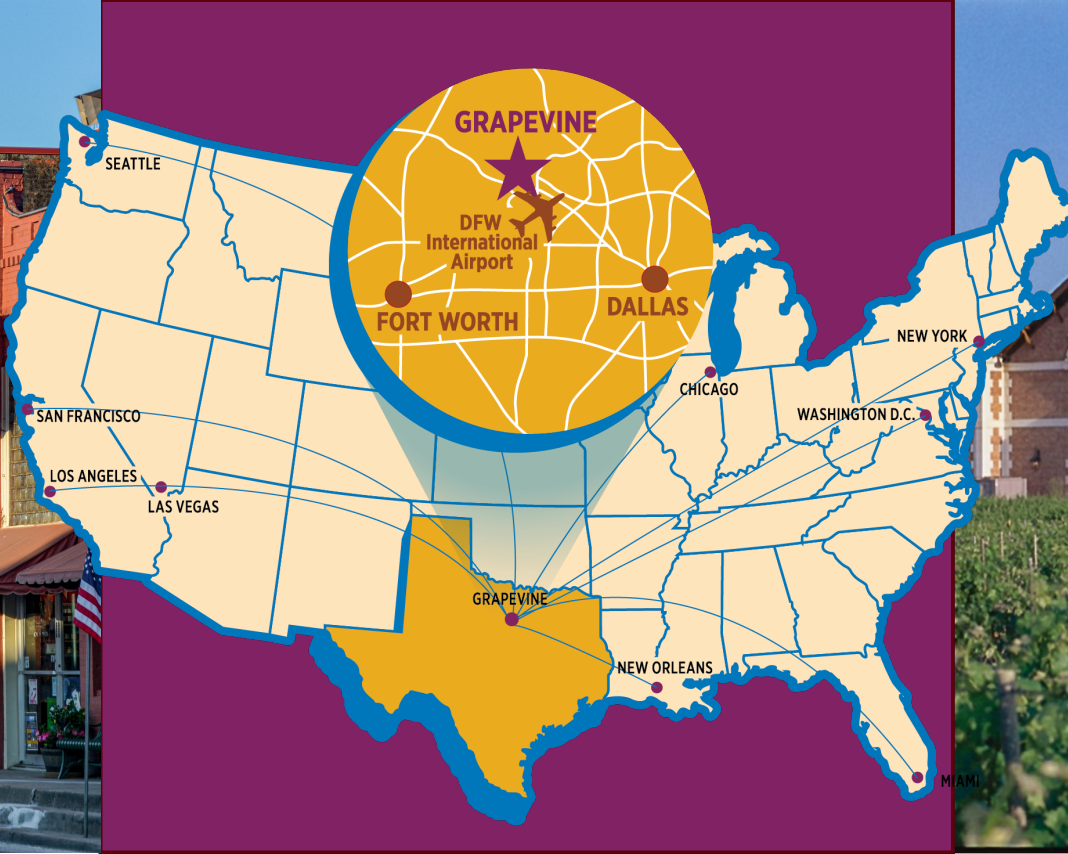 GRAPEVINE
DFW
International
Airport
FORT WORTH
DALLAS
SEATTLE
NEW YORK
CHICAGO
WASHINGTON D.C.
SAN FRANCISCO
LOS ANGELES
LAS VEGAS
GRAPEVINE
NEW ORLEANS
MIAMI